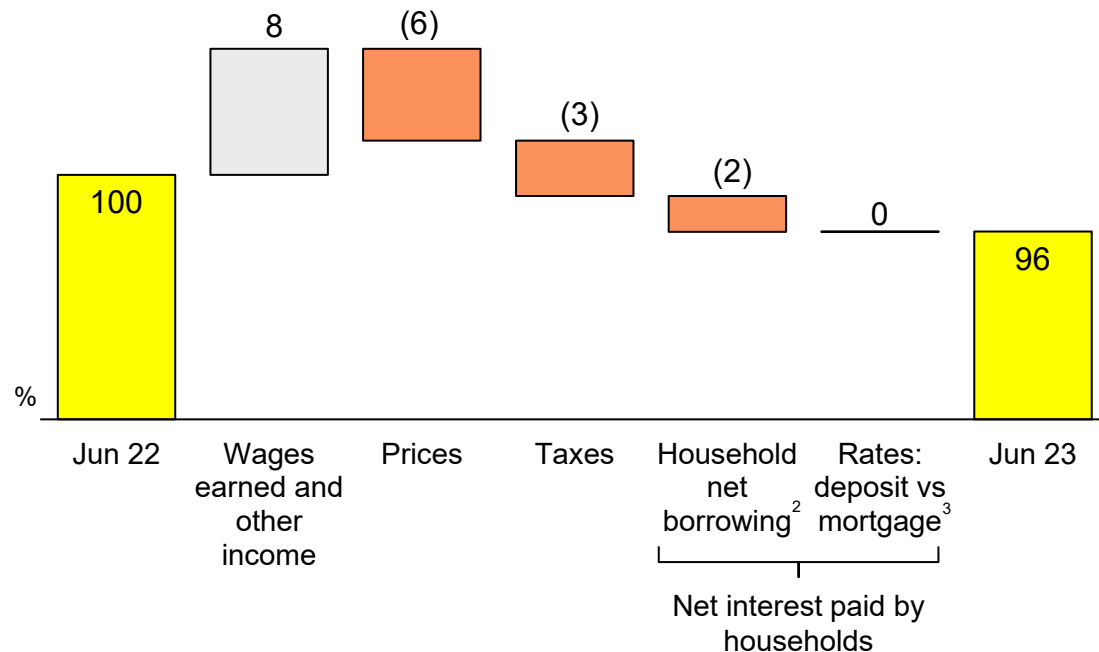 8
(6)
(3)
(2)
0
100
96
%
Jun 22
Wages
earned and
other
income
Prices
Taxes
Household
net
borrowing²
Rates:
deposit vs
mortgage³
Jun 23
Net interest paid by
households